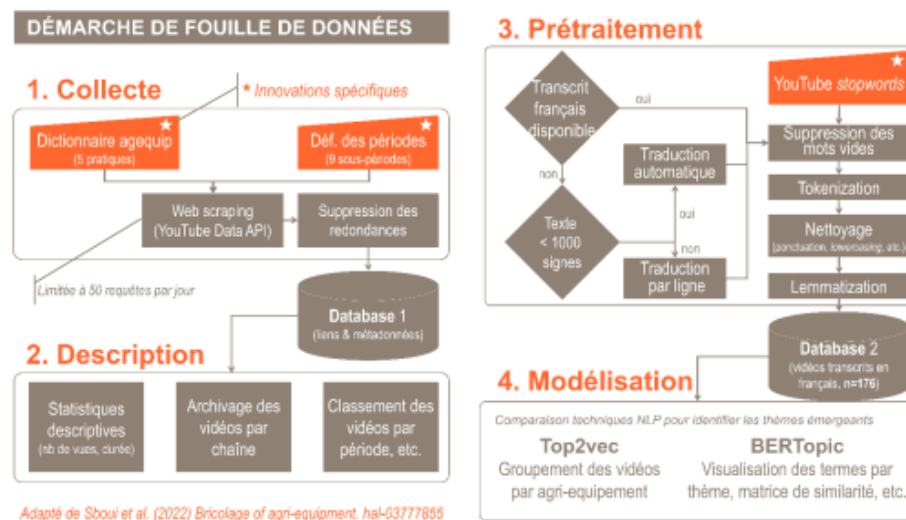 DÉMARCHE DE FOUILLE DE DONNÉES
1. Collecte
* Innovations spécifiques
Dictionnaire agequip
(5 pratiques)
Déf. des périodes
(9 sous-périodes)
Web scraping
(YouTube Data API)
Suppression des
redondances
Limitée à 50 requêtes par jour
Database 1
(liens & métadonnées)
2. Description
Statistiques
descriptives
(nb de vues, durée)
Archivage des
vidéos par
chaîne
Classement des
vidéos par
période, etc.
Adapté de Sboui et al. (2022) Bricolage of agri-equipment. hal-03777855
3. Prétraitement
Transcrit
français
disponible
oui
non
Texte
< 1000
signes
Traduction
automatique
oui
non
Traduction
par ligne
YouTube stopwords
Suppression des
mots vides
Tokenization
Nettoyage
(ponctuation, lowercasing, etc.)
Lemmatization
Database 2
(vidéos transcrits en
français, n=176)
4. Modélisation
Comparaison techniques NLP pour identifier les thèmes émergeants
Top2vec
Groupement des vidéos
par agri-equipement
BERTopic
Visualisation des termes par
thème, matrice de similarité, etc.